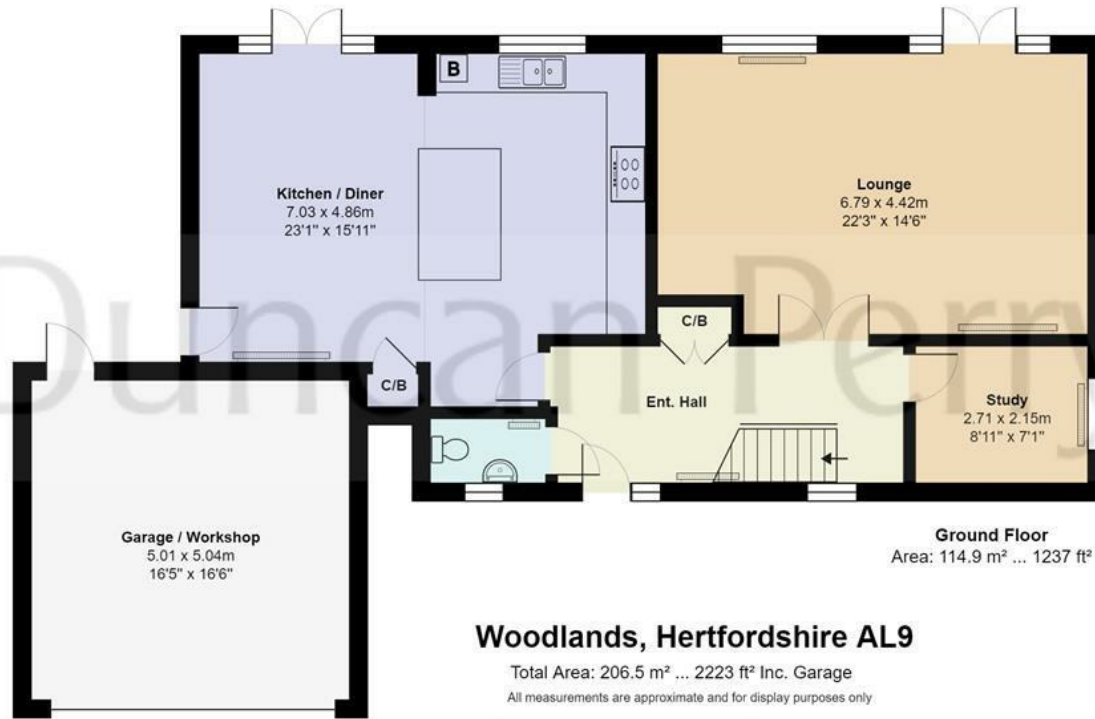 B
Kitchen / Diner
7.03 x 4.86m
23'1" x 15'11"
Lounge
6.79 x 4.42m
22'3" x 14'6"
Duncan Perry
C/B
C/B
Ent. Hall
Study
2.71 x 2.15m
8'11" x 7'1"
Garage / Workshop
5.01 x 5.04m
16'5" x 16'6"
Ground Floor
Area: 114.9 m² ... 1237 ft²
Woodlands, Hertfordshire AL9
Total Area: 206.5 m² ... 2223 ft² Inc. Garage
All measurements are approximate and for display purposes only